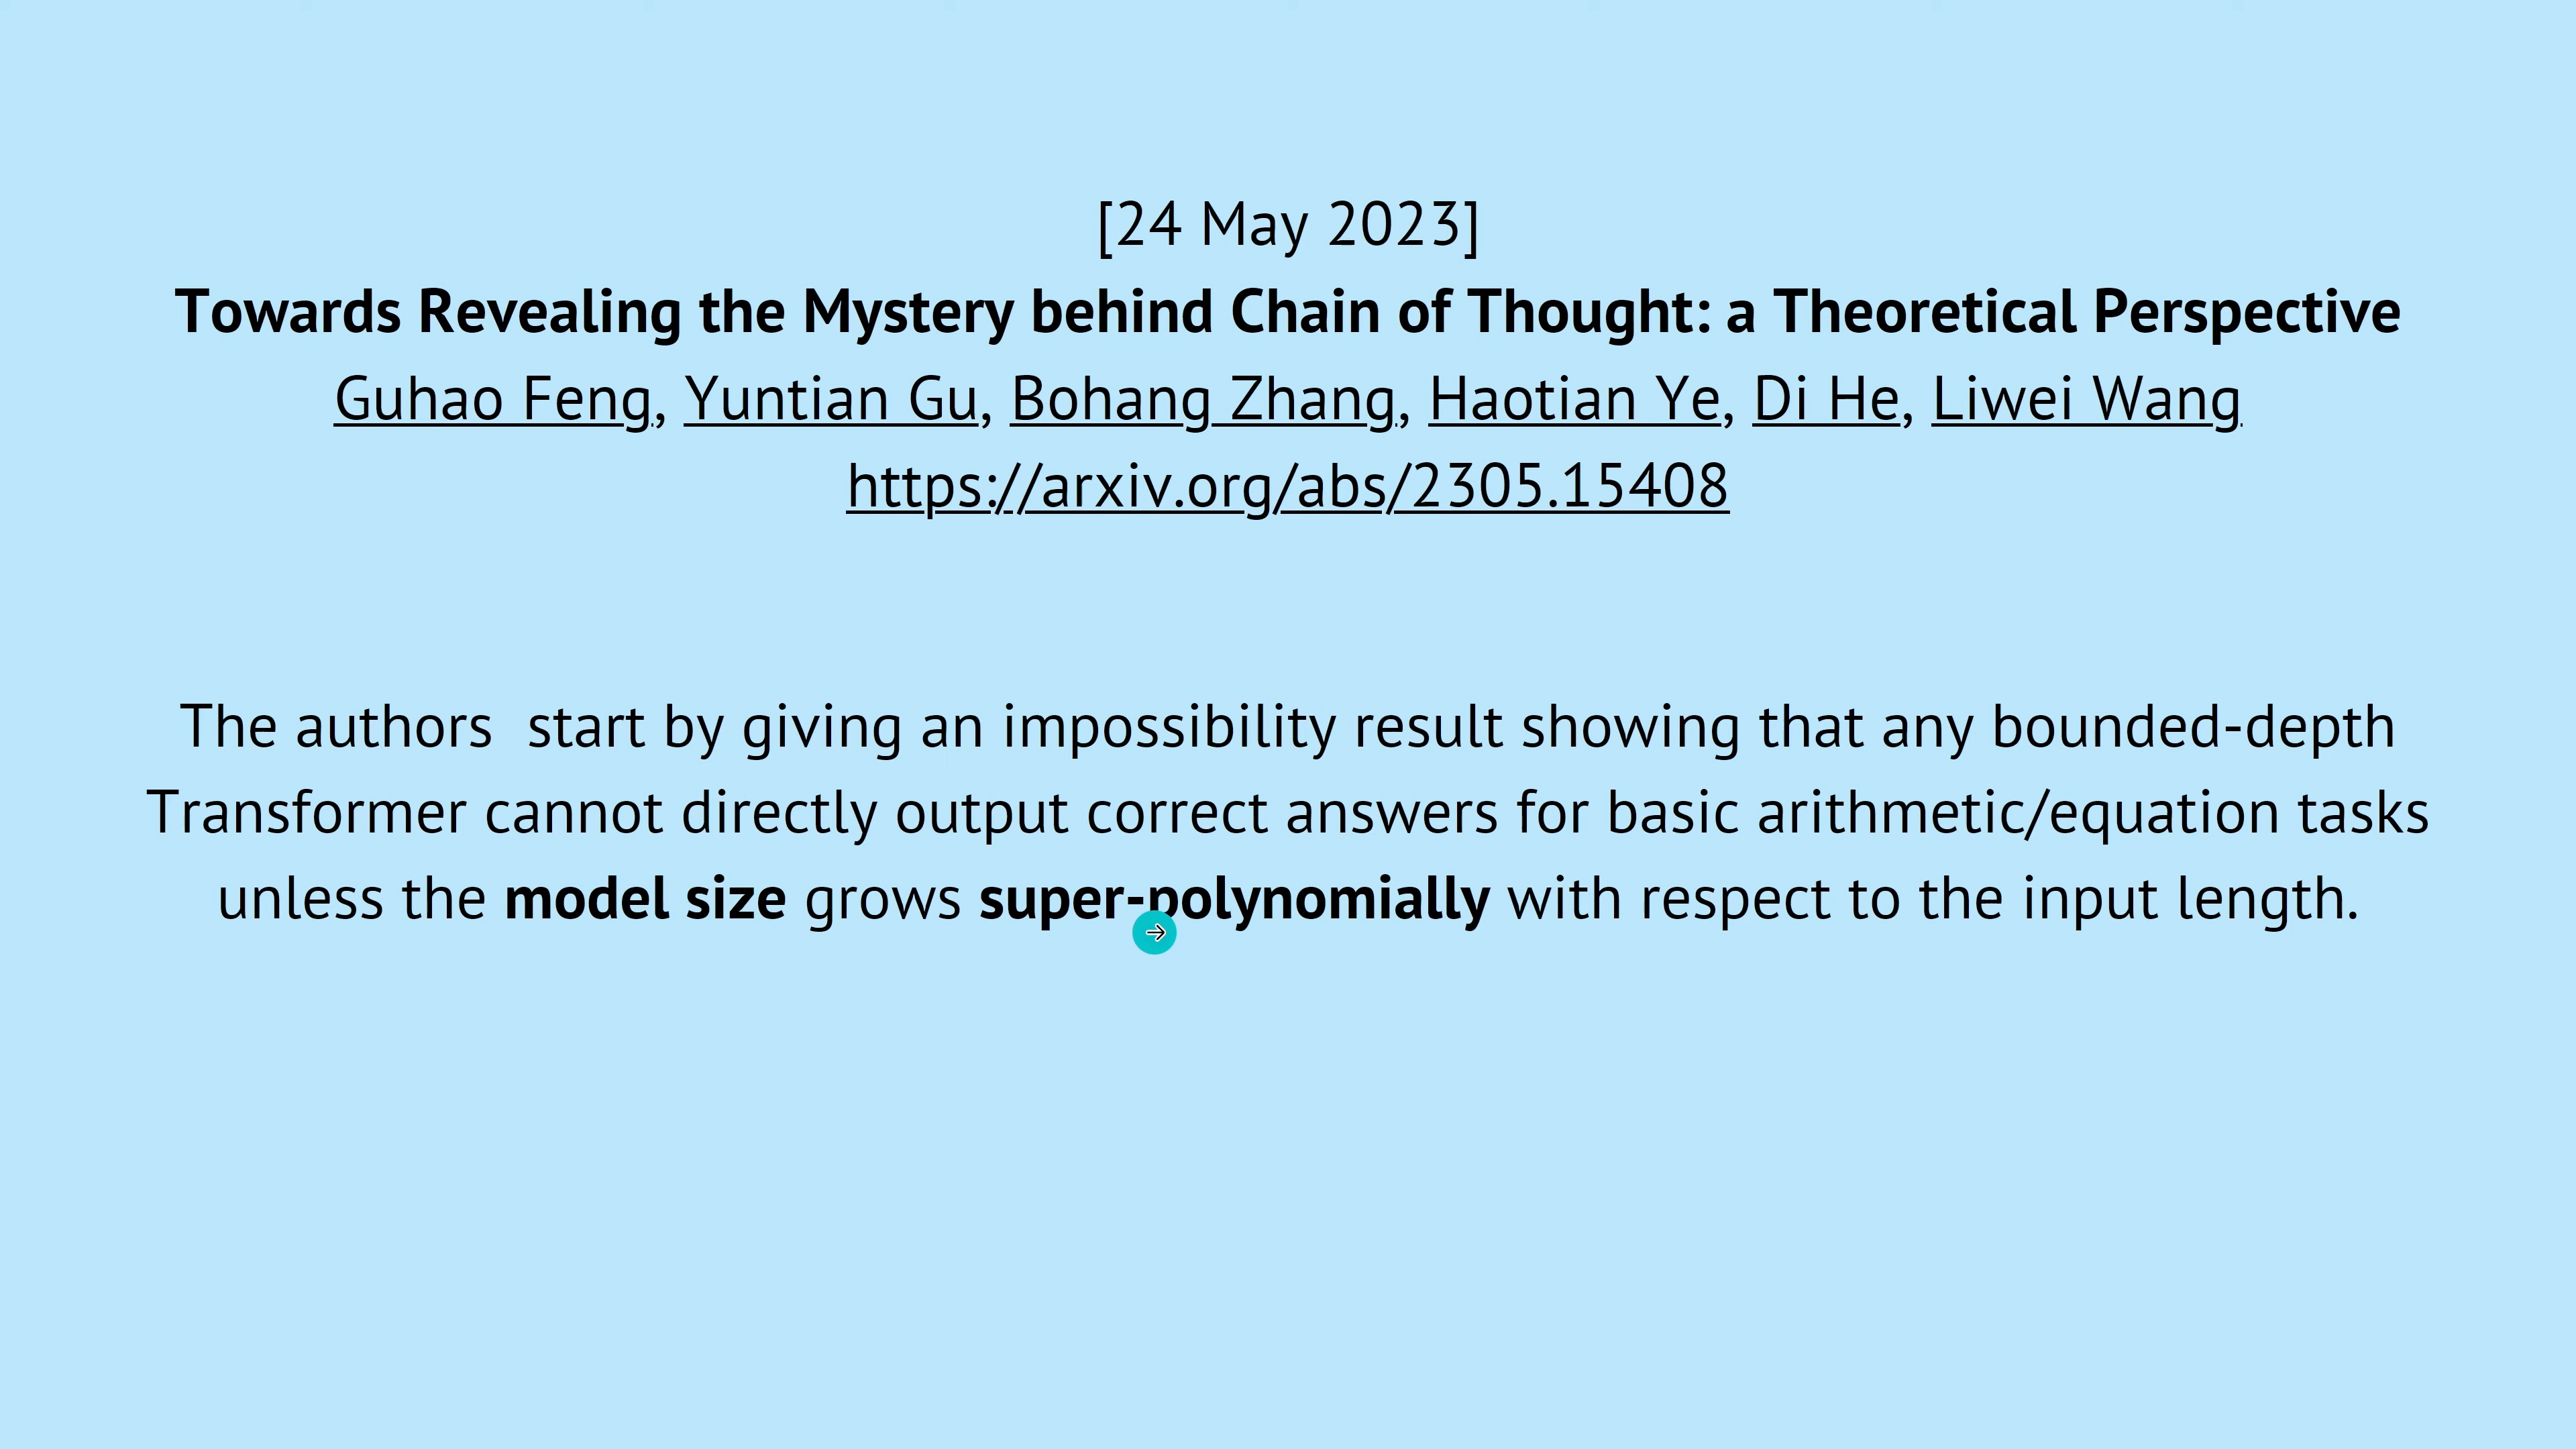 [24 May 2023]
Towards Revealing the Mystery behind Chain of Thought: a Theoretical Perspective
Guhao Feng, Yuntian Gu, Bohang Zhang, Haotian Ye, Di He, Liwei Wang
https://arxiv.org/abs/2305.15408
The authors  start by giving an impossibility result showing that any bounded-depth
Transformer cannot directly output correct answers for basic arithmetic/equation tasks
unless the model size grows super-polynomially with respect to the input length.